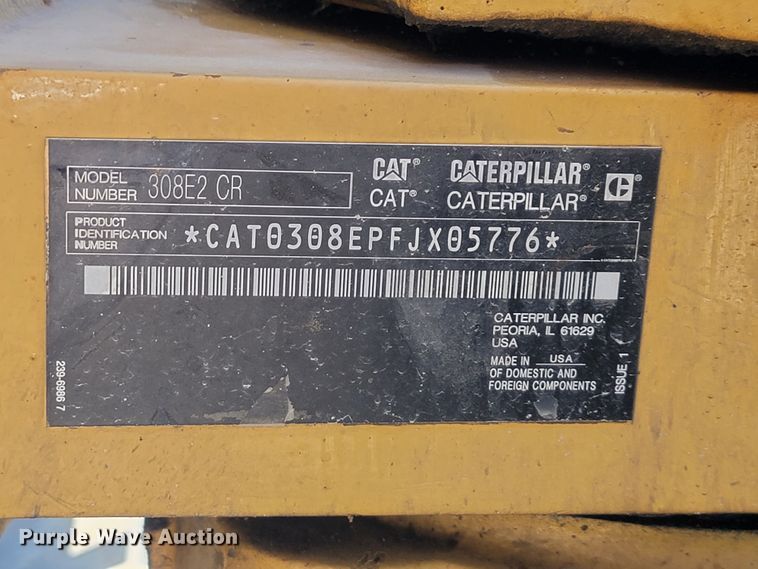 MODEL
NUMBER 308E2 CR
CAT® CATERPILLAR®
CAT® CATERPILLAR®
C
PRODUCT
IDENTIFICATION
NUMBER
*CAT0308EPFJX05776*
CATERPILLAR INC.
PEORIA, IL 61629
USA
MADE IN USA
OF DOMESTIC AND
FOREIGN COMPONENTS
ISSUE 1
239-6966 7
Purple Wave Auction